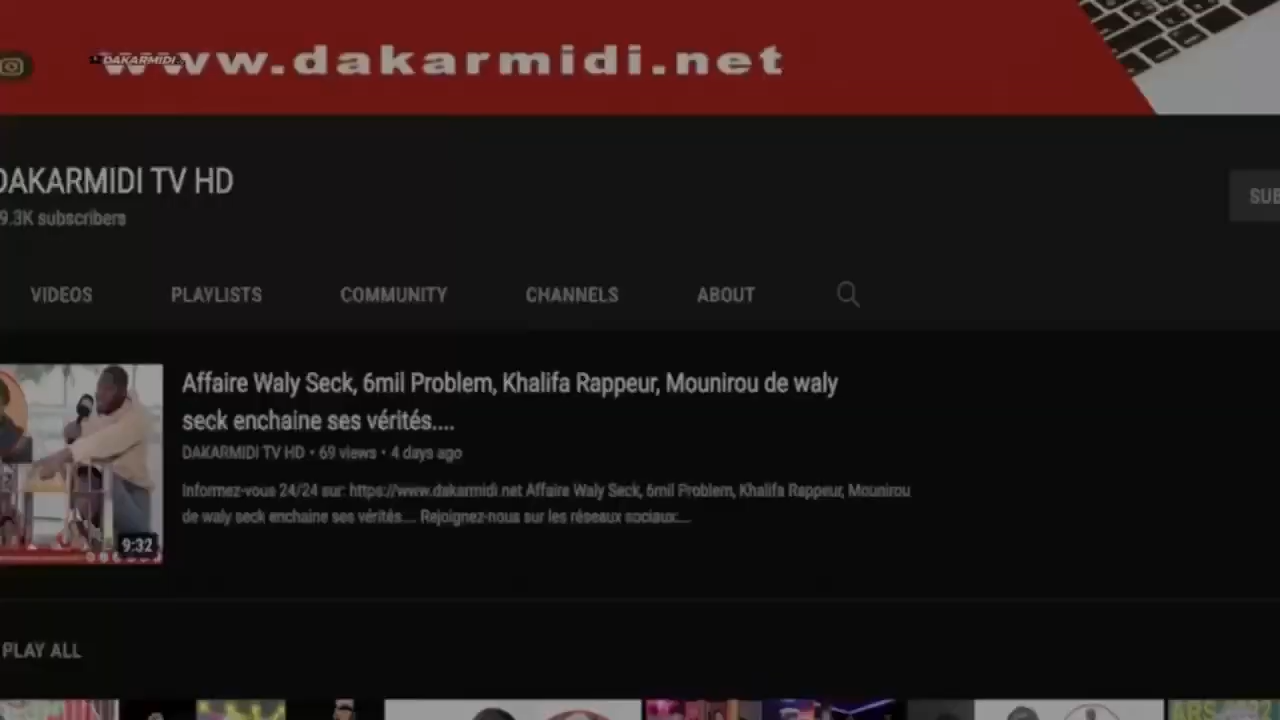 www.dakarmidi.net
DAKARMIDI
DAKARMIDI TV HD
9.3K subscribers
VIDEOS PLAYLISTS COMMUNITY CHANNELS ABOUT
Affaire Waly Seck, 6mil Problem, Khalifa Rappeur, Mounirou de waly
seck enchaine ses vérités....
DAKARMIDI TV HD • 69 views • 4 days ago
Informez-vous 24/24 sur: https://www.dakarmidi.net Affaire Waly Seck, 6mil Problem, Khalifa Rappeur, Mounirou
de waly seck enchaine ses vérités.... Rejoignez-nous sur les réseaux sociaux:...
9:32
PLAY ALL